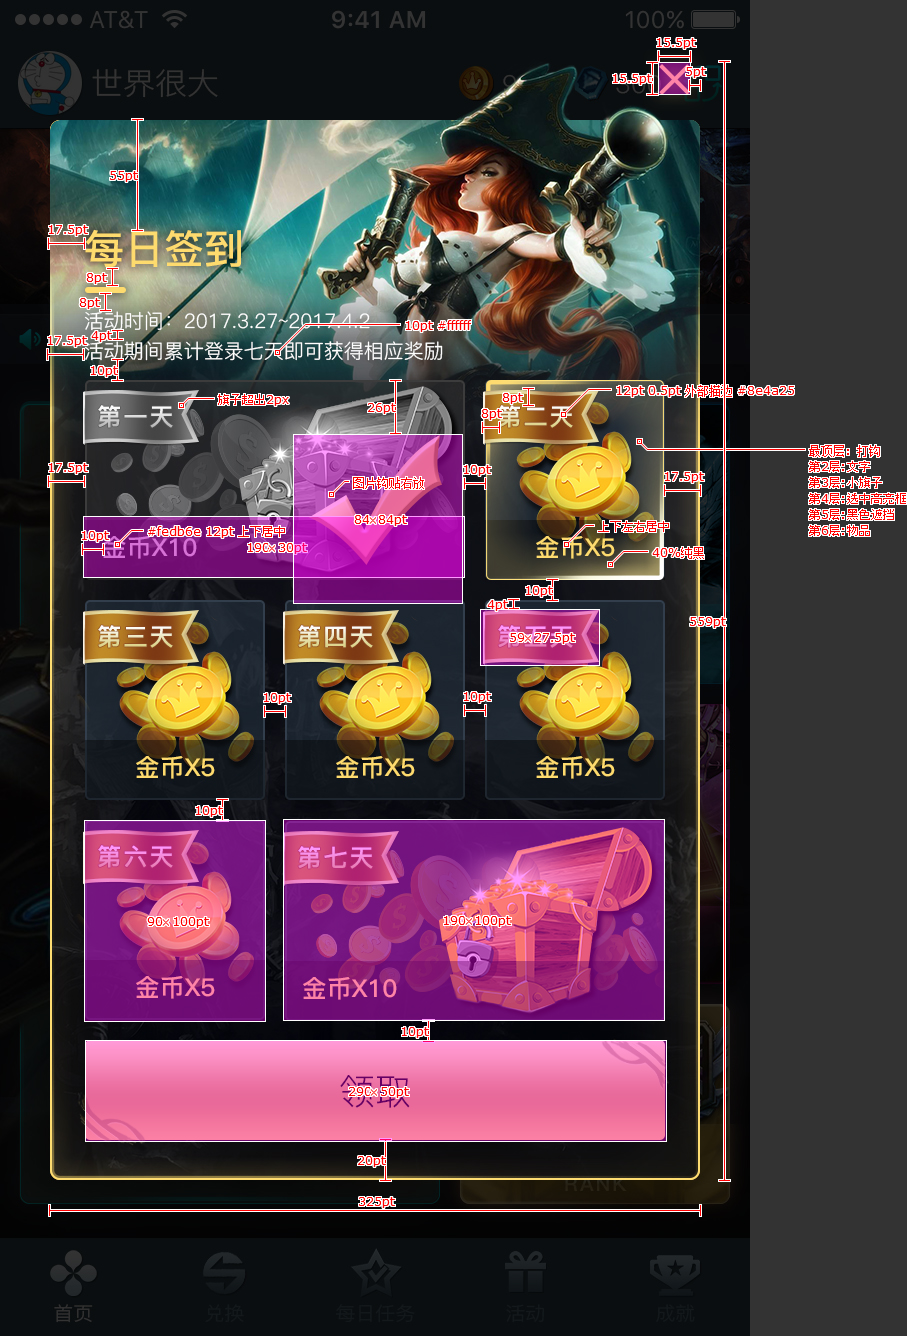 AT&T 9:41 AM 100%
世界很大
15.5pt
15.5pt
5pt
55pt
17.5pt
每日签到
8pt
8pt
活动时间：2017.3.27~2017.4.2
10pt #ffffff
4pt
17.5pt
活动期间累计登录七天即可获得相应奖励
10pt
第一天
旗子超出2px
26pt
8pt
8pt
第二天
12pt 0.5pt 外部描边 #8e4a25
最顶层：打钩
第2层:文字
第3层:小旗子
第4层:选中高亮框
第5层:黑色遮挡
第6层:物品
17.5pt
10pt
17.5pt
图片钩贴右放
84×84pt
10pt
#fedb6e 12pt 上下居中
金币X10
190×30pt
上下左右居中
金币X5
40%纯黑
10pt
4pt
559pt
第三天
第四天
第五天
59×27.5pt
10pt
10pt
金币X5
金币X5
金币X5
10pt
第六天
第七天
90×100pt
190×100pt
金币X5
金币X10
10pt
领取
290×50pt
20pt
RANK
325pt
首页
兑换
每日任务
活动
成就